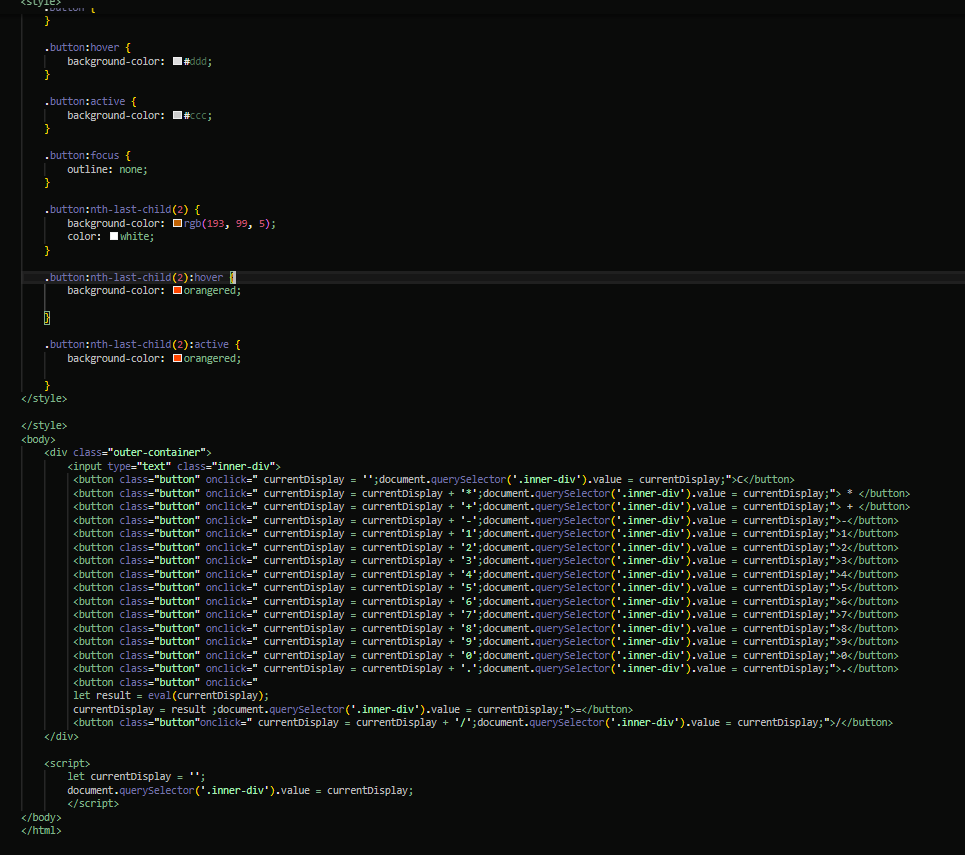 <style>
.button {
}
.button:hover {
background-color: #ddd;
}
.button:active {
background-color: #ccc;
}
.button:focus {
outline: none;
}
.button:nth-last-child(2) {
background-color: rgb(193, 99, 5);
color: white;
}
.button:nth-last-child(2):hover {
background-color: orangered;
}
.button:nth-last-child(2):active {
background-color: orangered;
}
</style>
</style>
<body>
<div class="outer-container">
<input type="text" class="inner-div">
<button class="button" onclick=" currentDisplay = '';document.querySelector('.inner-div').value = currentDisplay;">C</button>
<button class="button" onclick=" currentDisplay = currentDisplay + '*';document.querySelector('.inner-div').value = currentDisplay;"> * </button>
<button class="button" onclick=" currentDisplay = currentDisplay + '+';document.querySelector('.inner-div').value = currentDisplay;"> + </button>
<button class="button" onclick=" currentDisplay = currentDisplay + '-';document.querySelector('.inner-div').value = currentDisplay;">-</button>
<button class="button" onclick=" currentDisplay = currentDisplay + '1';document.querySelector('.inner-div').value = currentDisplay;">1</button>
<button class="button" onclick=" currentDisplay = currentDisplay + '2';document.querySelector('.inner-div').value = currentDisplay;">2</button>
<button class="button" onclick=" currentDisplay = currentDisplay + '3';document.querySelector('.inner-div').value = currentDisplay;">3</button>
<button class="button" onclick=" currentDisplay = currentDisplay + '4';document.querySelector('.inner-div').value = currentDisplay;">4</button>
<button class="button" onclick=" currentDisplay = currentDisplay + '5';document.querySelector('.inner-div').value = currentDisplay;">5</button>
<button class="button" onclick=" currentDisplay = currentDisplay + '6';document.querySelector('.inner-div').value = currentDisplay;">6</button>
<button class="button" onclick=" currentDisplay = currentDisplay + '7';document.querySelector('.inner-div').value = currentDisplay;">7</button>
<button class="button" onclick=" currentDisplay = currentDisplay + '8';document.querySelector('.inner-div').value = currentDisplay;">8</button>
<button class="button" onclick=" currentDisplay = currentDisplay + '9';document.querySelector('.inner-div').value = currentDisplay;">9</button>
<button class="button" onclick=" currentDisplay = currentDisplay + '0';document.querySelector('.inner-div').value = currentDisplay;">0</button>
<button class="button" onclick=" currentDisplay = currentDisplay + '.';document.querySelector('.inner-div').value = currentDisplay;">.</button>
<button class="button" onclick="
let result = eval(currentDisplay);
currentDisplay = result ;document.querySelector('.inner-div').value = currentDisplay;">=</button>
<button class="button"onclick=" currentDisplay = currentDisplay + '/';document.querySelector('.inner-div').value = currentDisplay;">/</button>
</div>
<script>
let currentDisplay = '';
document.querySelector('.inner-div').value = currentDisplay;
</script>
</body>
</html>